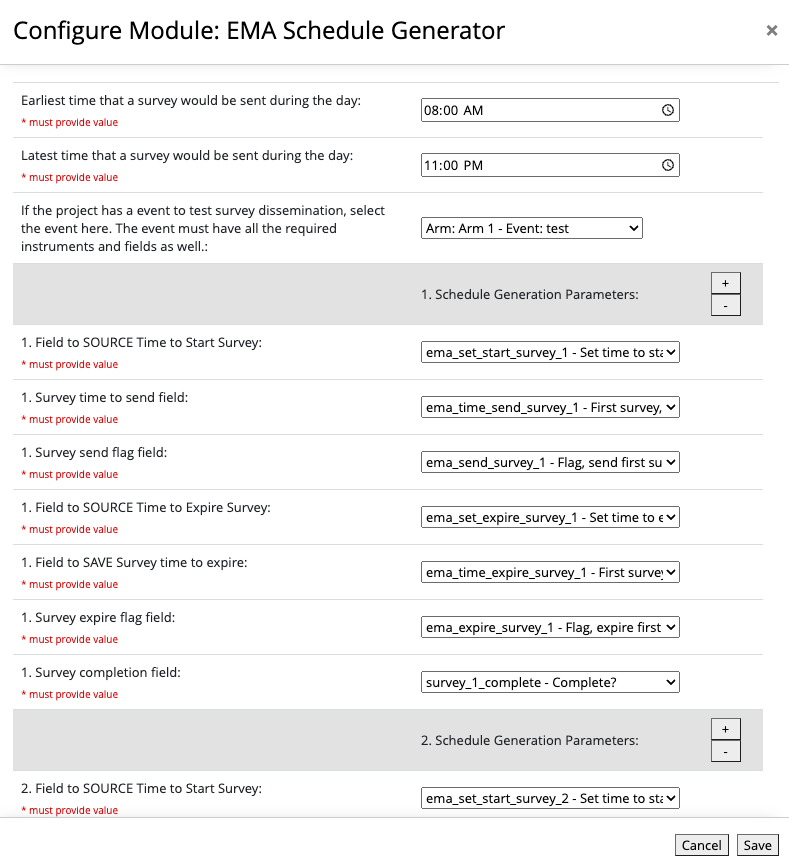 Configure Module: EMA Schedule Generator
×
Earliest time that a survey would be sent during the day:
* must provide value
08:00 AM
Latest time that a survey would be sent during the day:
* must provide value
11:00 PM
If the project has a event to test survey dissemination, select
the event here. The event must have all the required
instruments and fields as well.:
Arm: Arm 1 - Event: test
1. Schedule Generation Parameters:
+
-
1. Field to SOURCE Time to Start Survey:
* must provide value
ema_set_start_survey_1 - Set time to sta
1. Survey time to send field:
* must provide value
ema_time_send_survey_1 - First survey,
1. Survey send flag field:
* must provide value
ema_send_survey_1 - Flag, send first su
1. Field to SOURCE Time to Expire Survey:
* must provide value
ema_set_expire_survey_1 - Set time to e
1. Field to SAVE Survey time to expire:
* must provide value
ema_time_expire_survey_1 - First survey
1. Survey expire flag field:
* must provide value
ema_expire_survey_1 - Flag, expire first
1. Survey completion field:
* must provide value
survey_1_complete - Complete?
2. Schedule Generation Parameters:
+
-
2. Field to SOURCE Time to Start Survey:
* must provide value
ema_set_start_survey_2 - Set time to sta
Cancel
Save